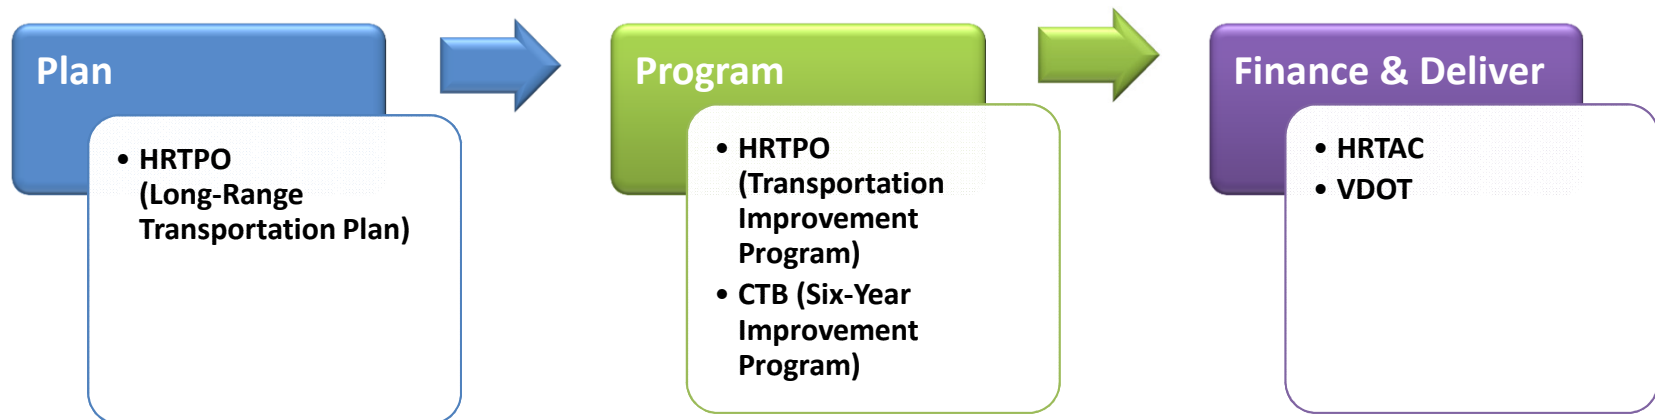 Plan
• HRTPO
(Long-Range
Transportation Plan)
Program
• HRTPO
(Transportation
Improvement
Program)
• CTB (Six-Year
Improvement
Program)
Finance & Deliver
• HRTAC
• VDOT